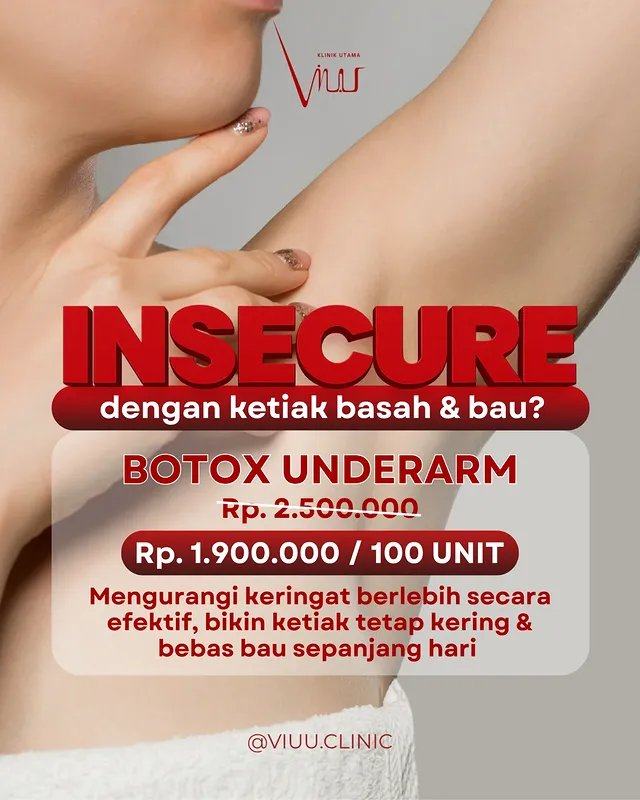 KLINIK UTAMA
Viuu
INSECURE
dengan ketiak basah & bau?
BOTOX UNDERARM
Rp. 2.500.000
Rp. 1.900.000 / 100 UNIT
Mengurangi keringat berlebih secara
efektif, bikin ketiak tetap kering &
bebas bau sepanjang hari
@VIUU.CLINIC